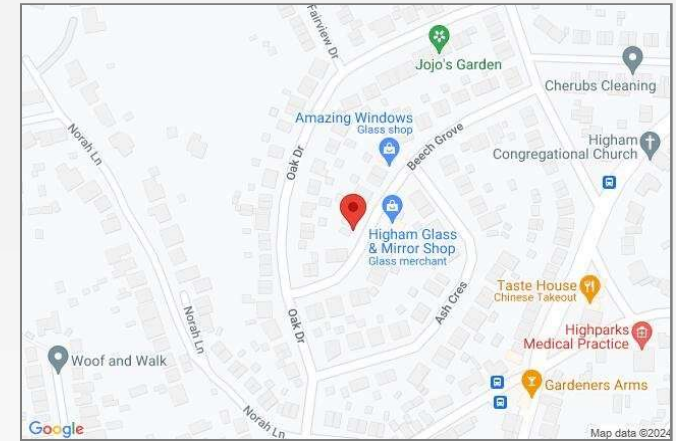 Fairview Dr
Jojo's Garden
Cherubs Cleaning
Amazing Windows
Glass shop
Norah Ln
Oak Dr
Beech Grove
Higham
Congregational Church
Higham Glass
& Mirror Shop
Glass merchant
Taste House
Chinese Takeout
Ash Cres
Norah Ln
Oak Dr
Highparks
Medical Practice
Woof and Walk
Gardeners Arms
Norah Ln
Google
Map data ©2024